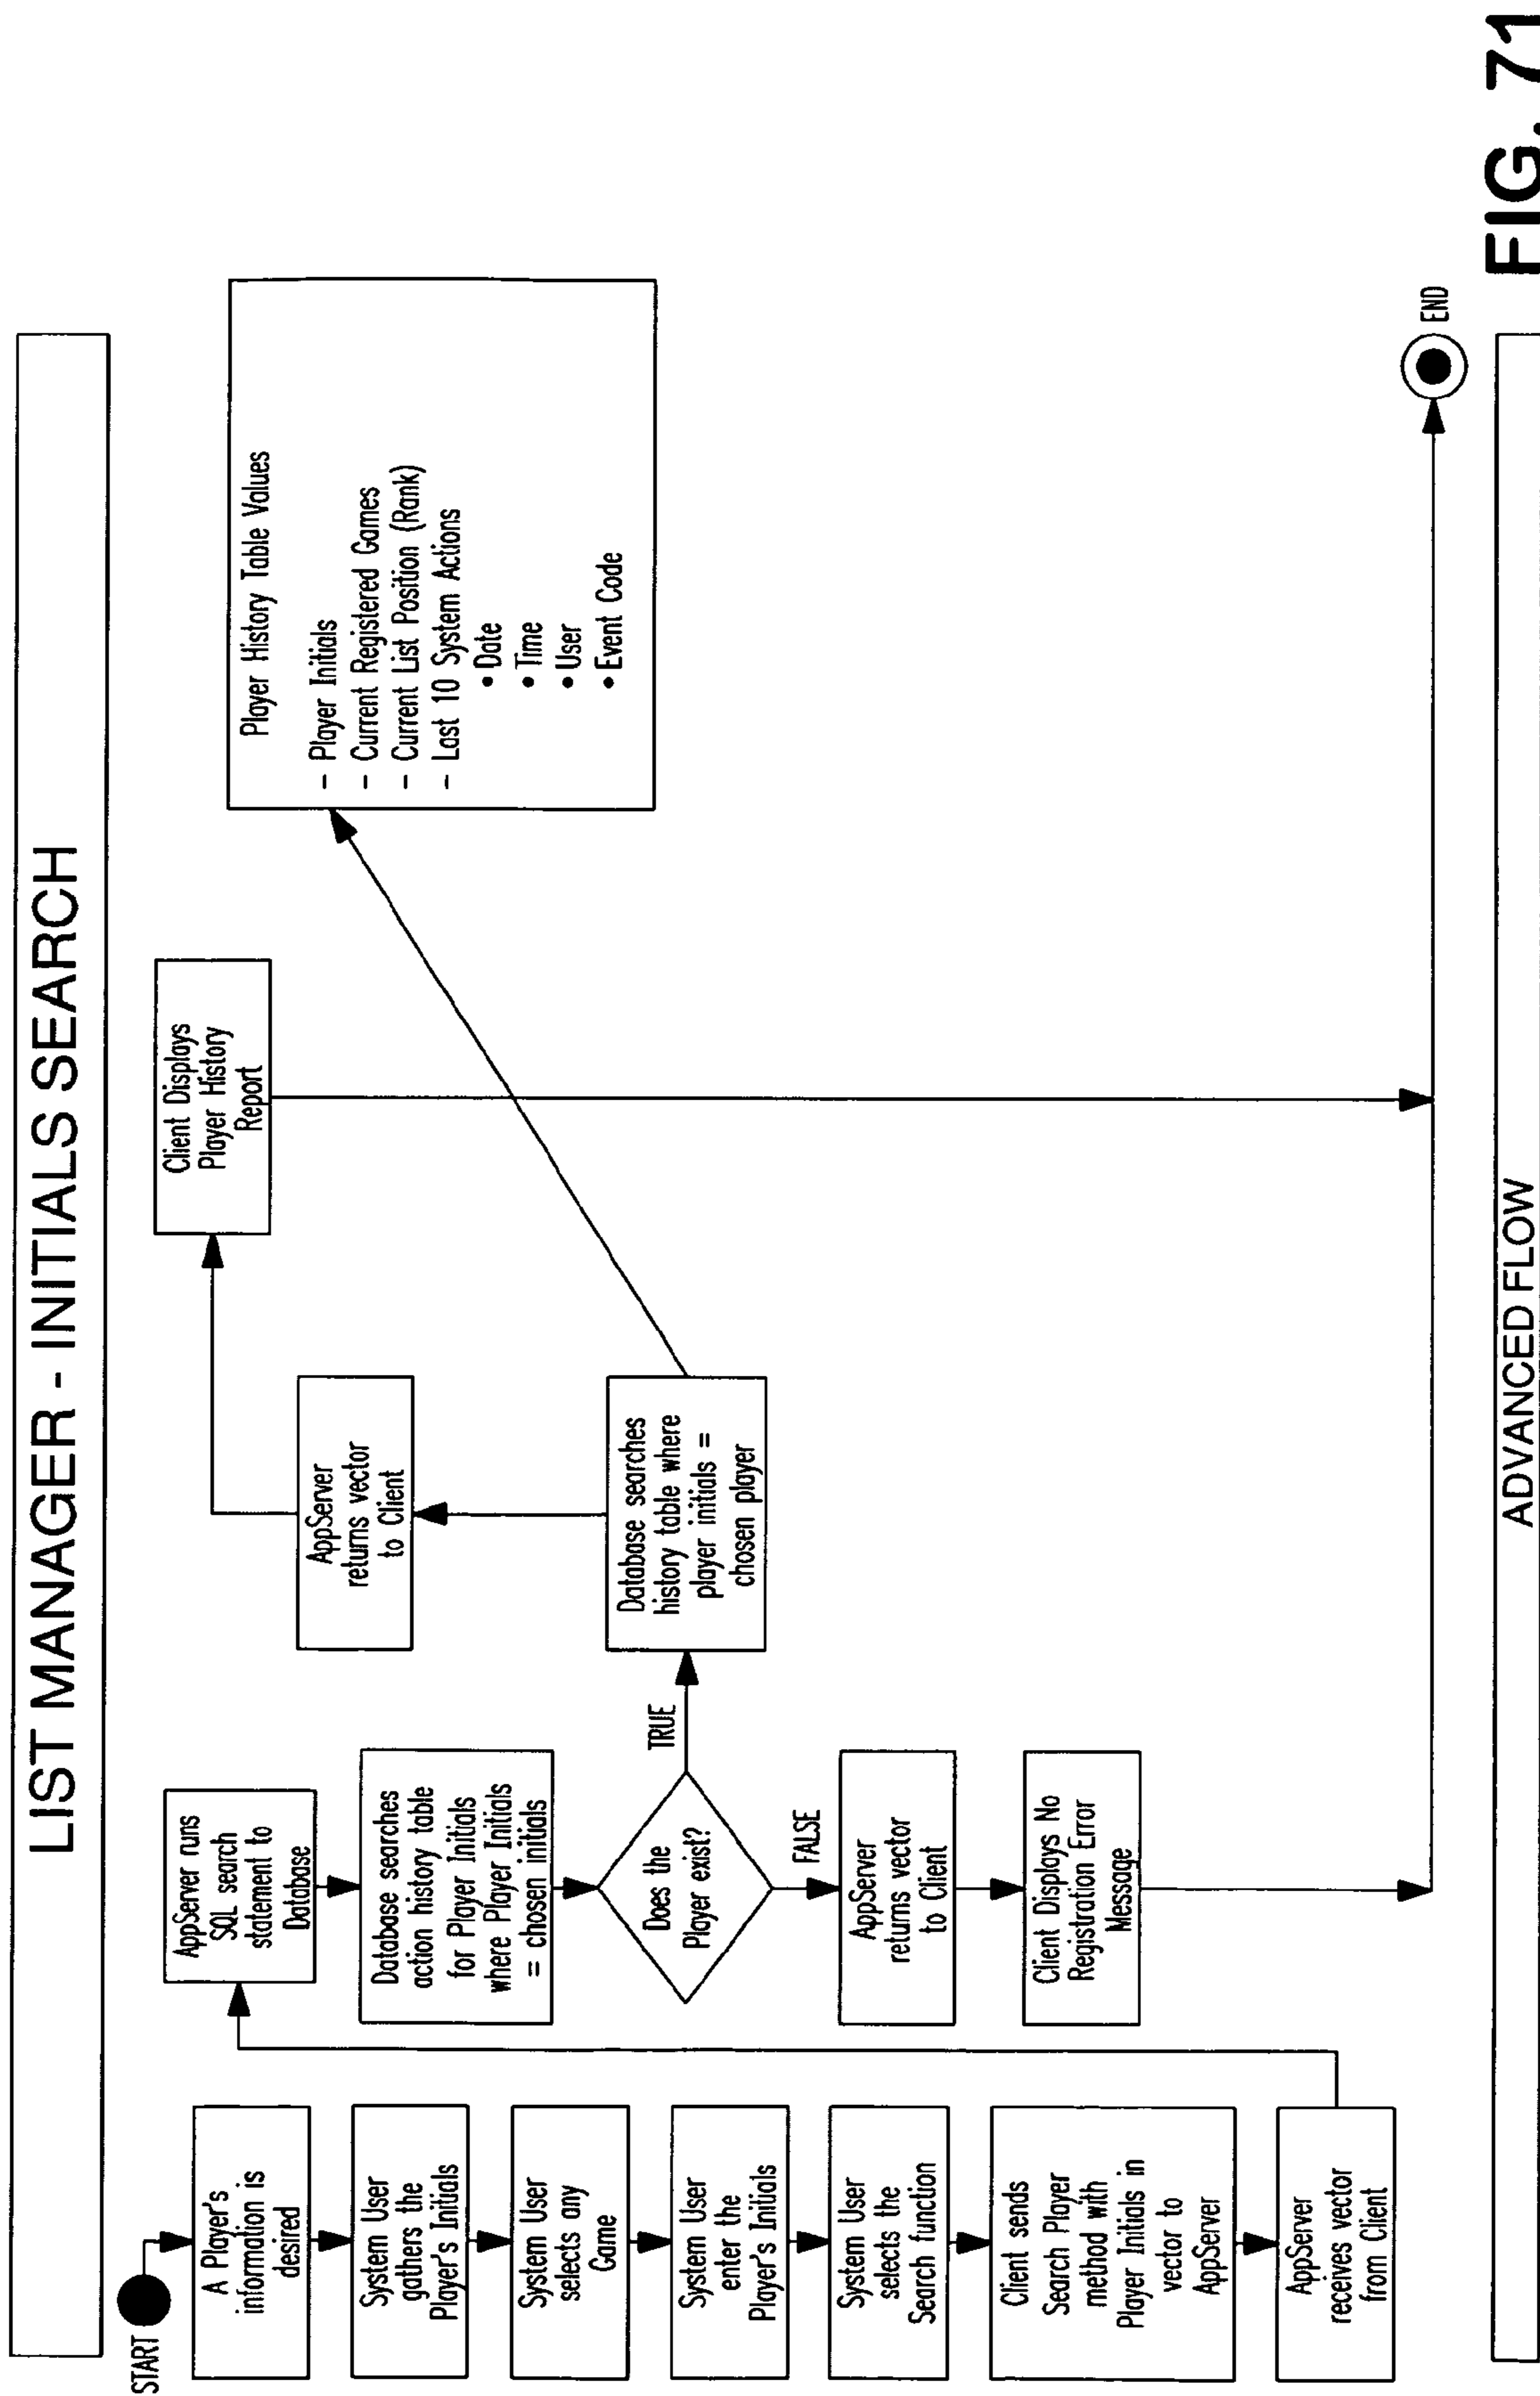 LIST MANAGER - INITIALS SEARCH
START
A Player's
information is
desired
System User
gathers the
Player's Initials
System User
selects any
Game
System User
enter the
Player's Initials
System User
selects the
Search function
Client sends
Search Player
method with
Player Initials in
vector to
AppServer
AppServer
receives vector
from Client
AppServer runs
SQL search
statement to
Database
Database searches
action history table
for Player Initials
where Player Initials
= chosen initials
Does the
Player exist?
TRUE
FALSE
AppServer
returns vector
to Client
Client Displays No
Registration Error
Message
AppServer
returns vector
to Client
Database searches
history table where
player initials =
chosen player
Client Displays
Player History
Report
Player History Table Values
– Player Initials
– Current Registered Games
– Current List Position (Rank)
– Last 10 System Actions
• Date
• Time
• User
• Event Code
END
ADVANCED FLOW
FIG. 71